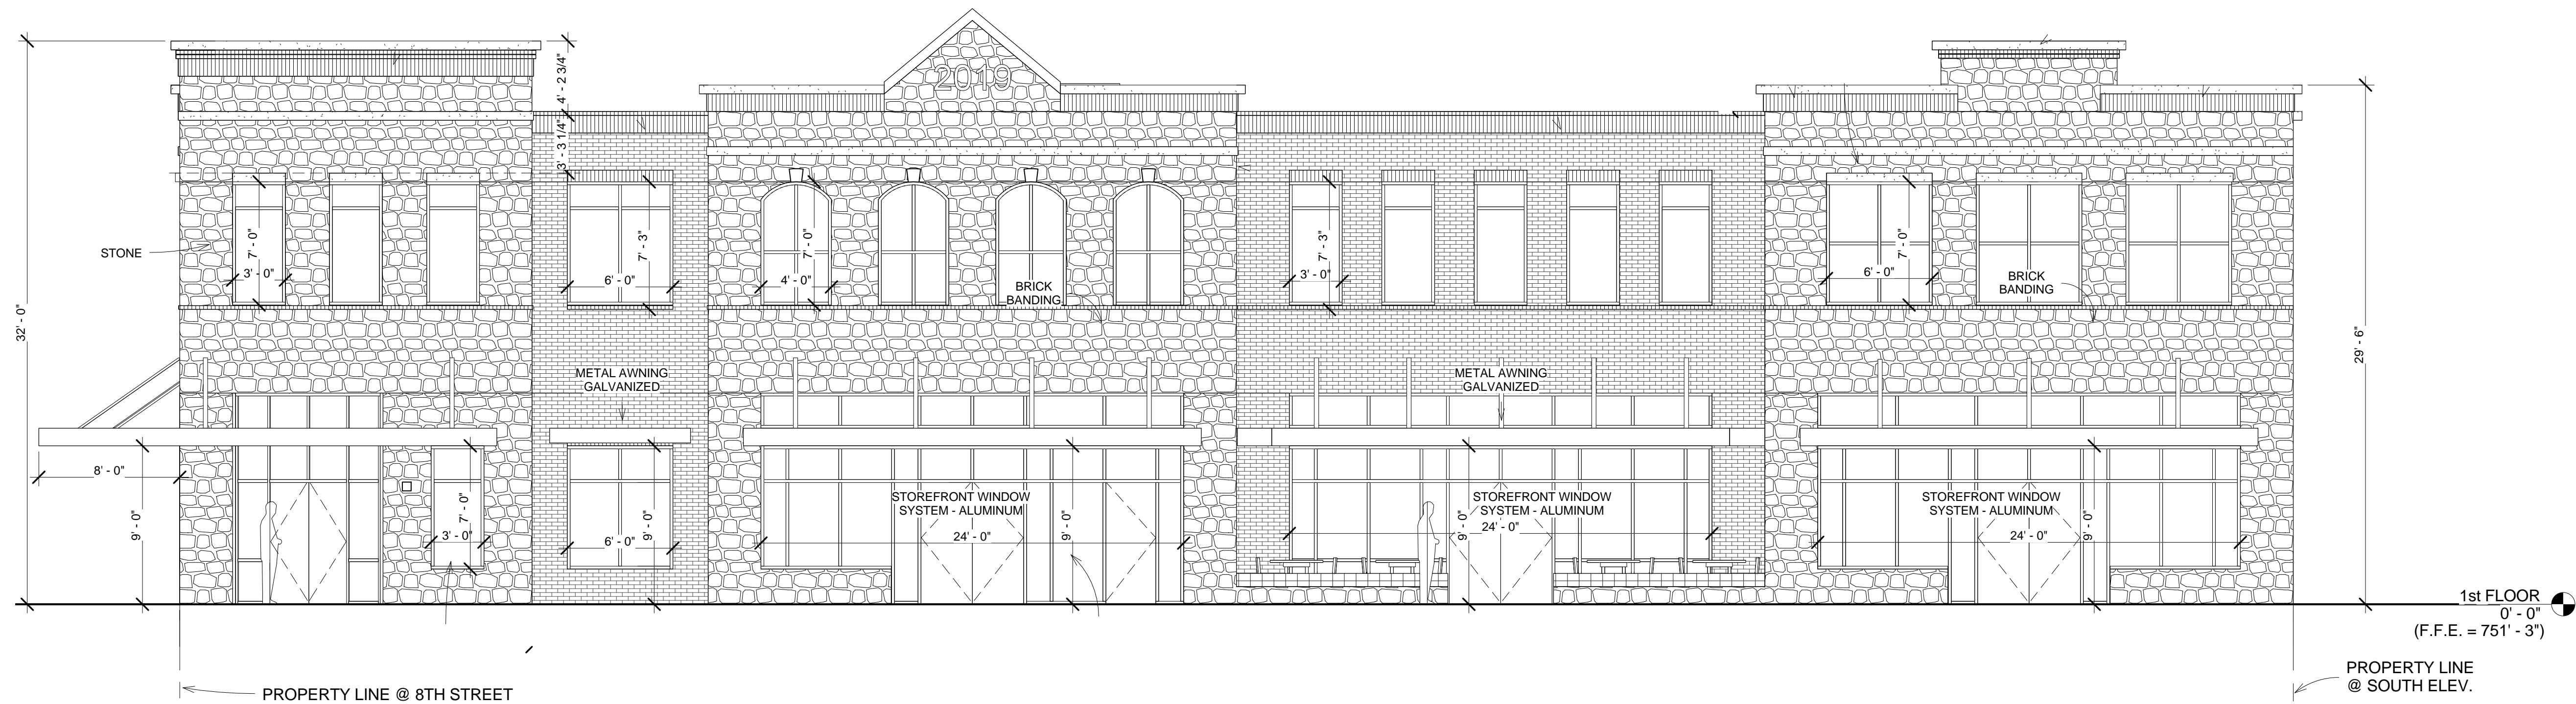 2019
32' - 0"
4' - 2 3/4"
3' - 3 1/4"
STONE
7' - 0"
3' - 0"
6' - 0"
7' - 3"
4' - 0"
7' - 0"
BRICK
BANDING
3' - 0"
7' - 3"
6' - 0"
7' - 0"
BRICK
BANDING
29' - 6"
METAL AWNING
GALVANIZED
METAL AWNING
GALVANIZED
8' - 0"
9' - 0"
3' - 0"
7' - 0"
6' - 0"
9' - 0"
STOREFRONT WINDOW
SYSTEM - ALUMINUM
24' - 0"
9' - 0"
STOREFRONT WINDOW
SYSTEM - ALUMINUM
24' - 0"
9' - 0"
STOREFRONT WINDOW
SYSTEM - ALUMINUM
24' - 0"
9' - 0"
1st FLOOR
0' - 0"
(F.F.E. = 751' - 3")
PROPERTY LINE @ 8TH STREET
PROPERTY LINE
@ SOUTH ELEV.